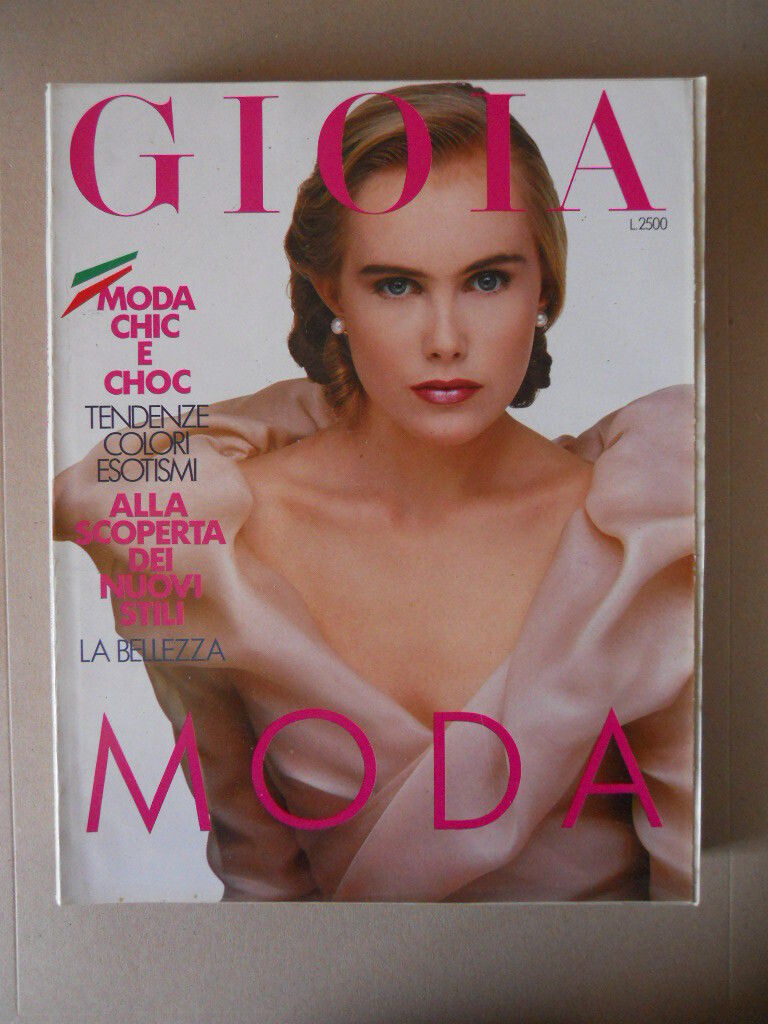 GIOIA
L.2500
MODA
CHIC
E
CHOC
TENDENZE
COLORI
ESOTISMI
ALLA
SCOPERTA
DEI
NUOVI
STILI
LA BELLEZZA
MODA